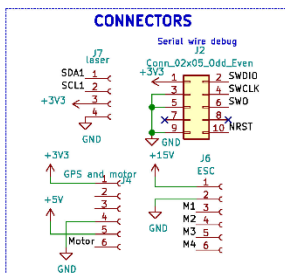 CONNECTORS
Serial wire debug
J7
laser
J2
Conn_02x05_Odd_Even
SDA1 1
SCL1 2
+3V3 3
4
GND
+3V3
1 2 SWDIO
3 4 SWCLK
5 6 SWO
7 8
9 10 NRST
GND
+3V3
GPS and motor
J4
1
2
3
+5V
4
5
Motor 6
GND
+15V
J6
ESC
1
2
GND
M1 3
M2 4
M3 5
M4 6